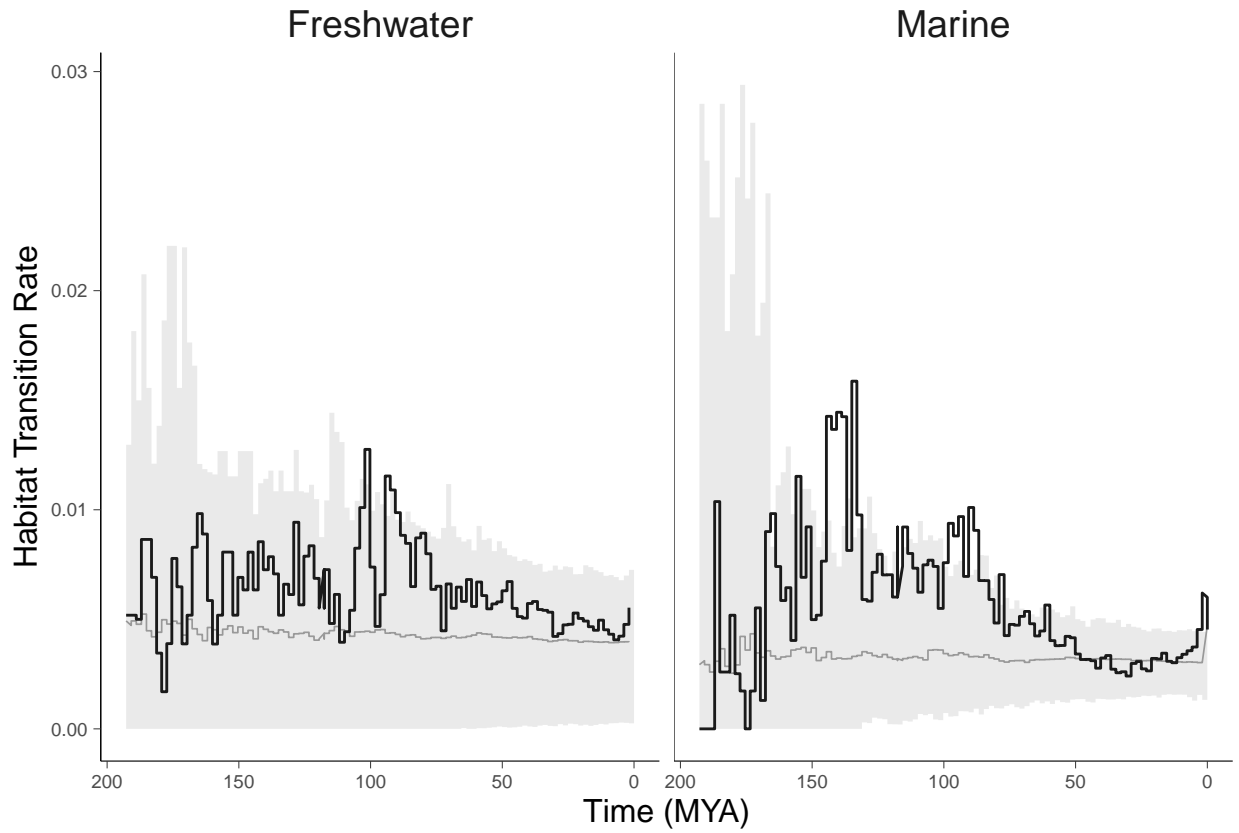 Freshwater Marine
0.03
0.02
0.01
0.00
Habitat Transition Rate
200 150 100 50 0 200 150 100 50 0
Time (MYA)